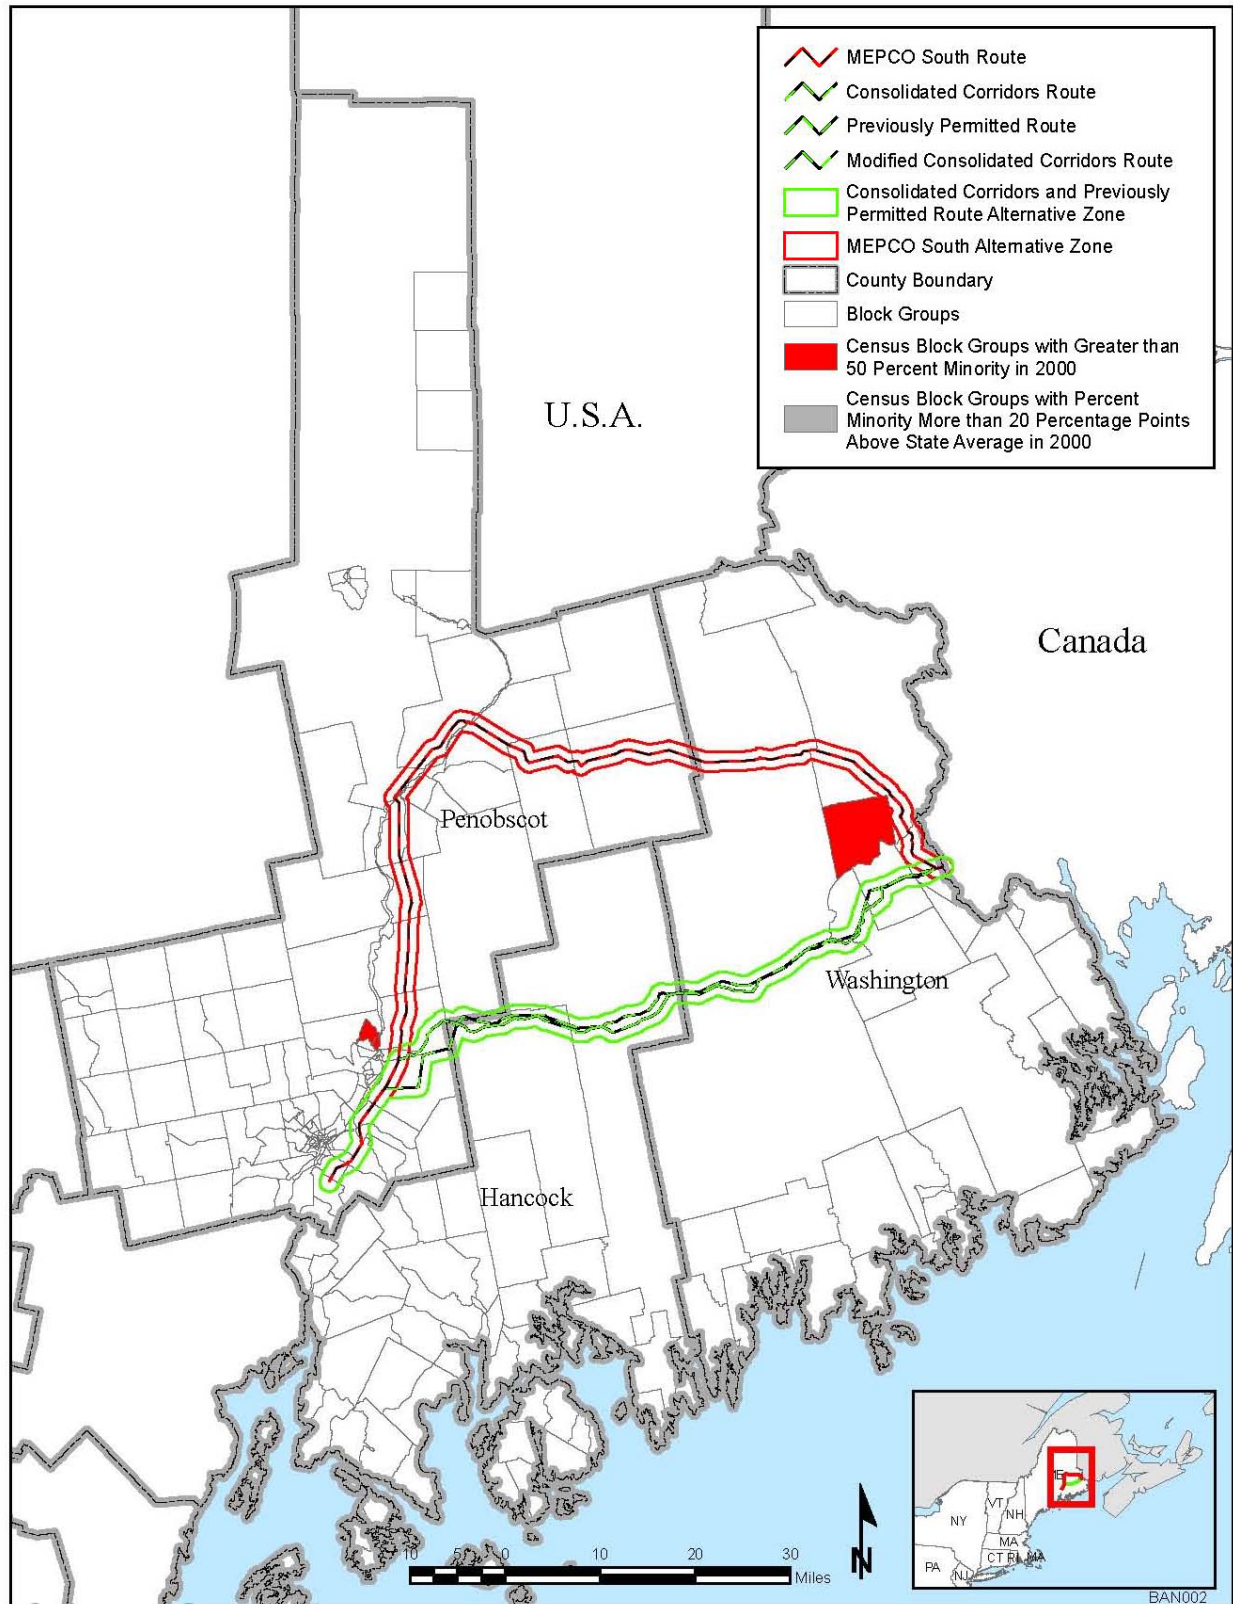 MEPCO South Route
Consolidated Corridors Route
Previously Permitted Route
Modified Consolidated Corridors Route
Consolidated Corridors and Previously
Permitted Route Alternative Zone
MEPCO South Alternative Zone
County Boundary
Block Groups
Census Block Groups with Greater than
50 Percent Minority in 2000
Census Block Groups with Percent
Minority More than 20 Percentage Points
Above State Average in 2000
U.S.A.
Canada
Penobscot
Washington
Hancock
10 5 0 10 20 30
Miles
N
ME
VT
NH
NY
MA
CT RI MA
PA
NJ
BAN002